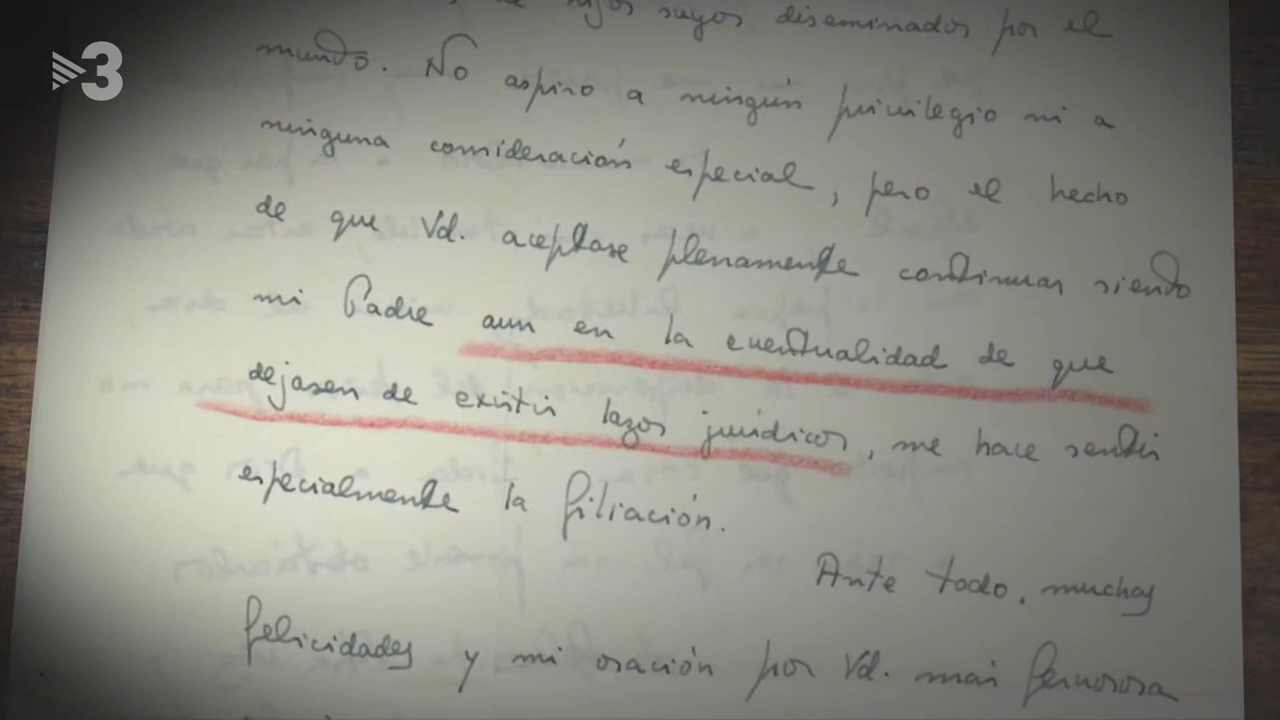 3
hijos suyos diseminados por el
mundo. No aspiro a ningún privilegio ni a
ninguna consideración especial, pero el hecho
de que Vd. aceptase plenamente continuar siendo
mi Padre aun en la eventualidad de que
dejasen de existir lazos jurídicos, me hace sentir
especialmente la filiación.
Ante todo, muchas
felicidades y mi oración por Vd. más fervorosa